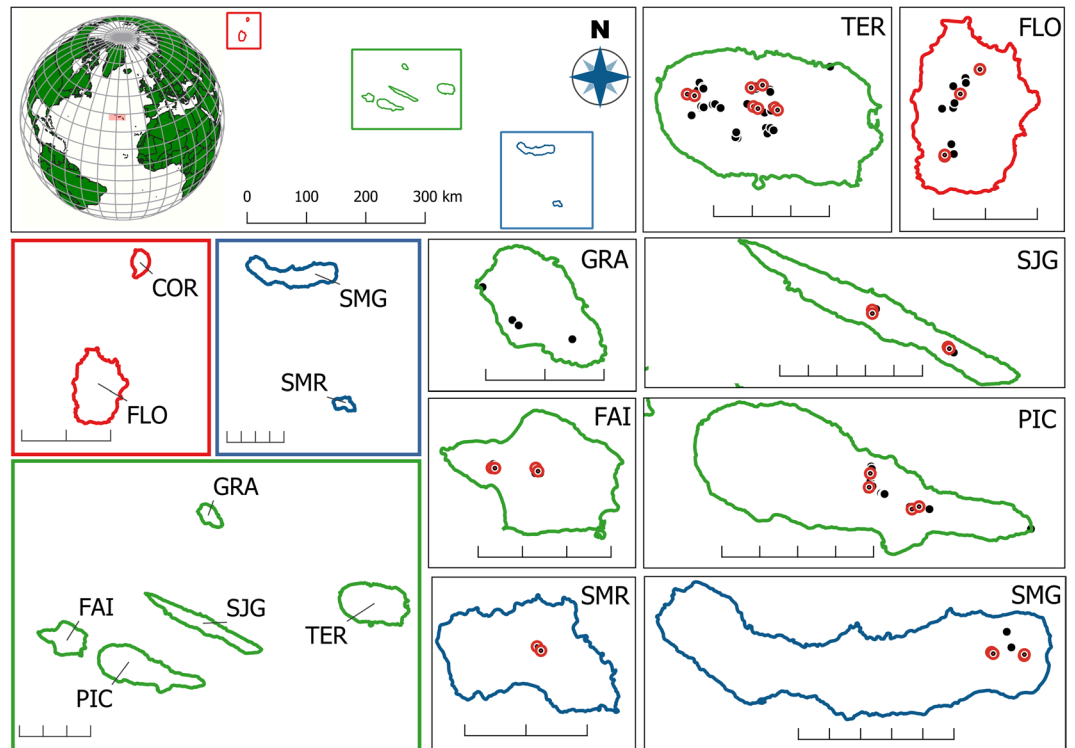 N
0 100 200 300 km
TER
FLO
COR
FLO
SMG
SMR
GRA
SJG
FAI
PIC
GRA
FAI
SJG
TER
PIC
SMR
SMG